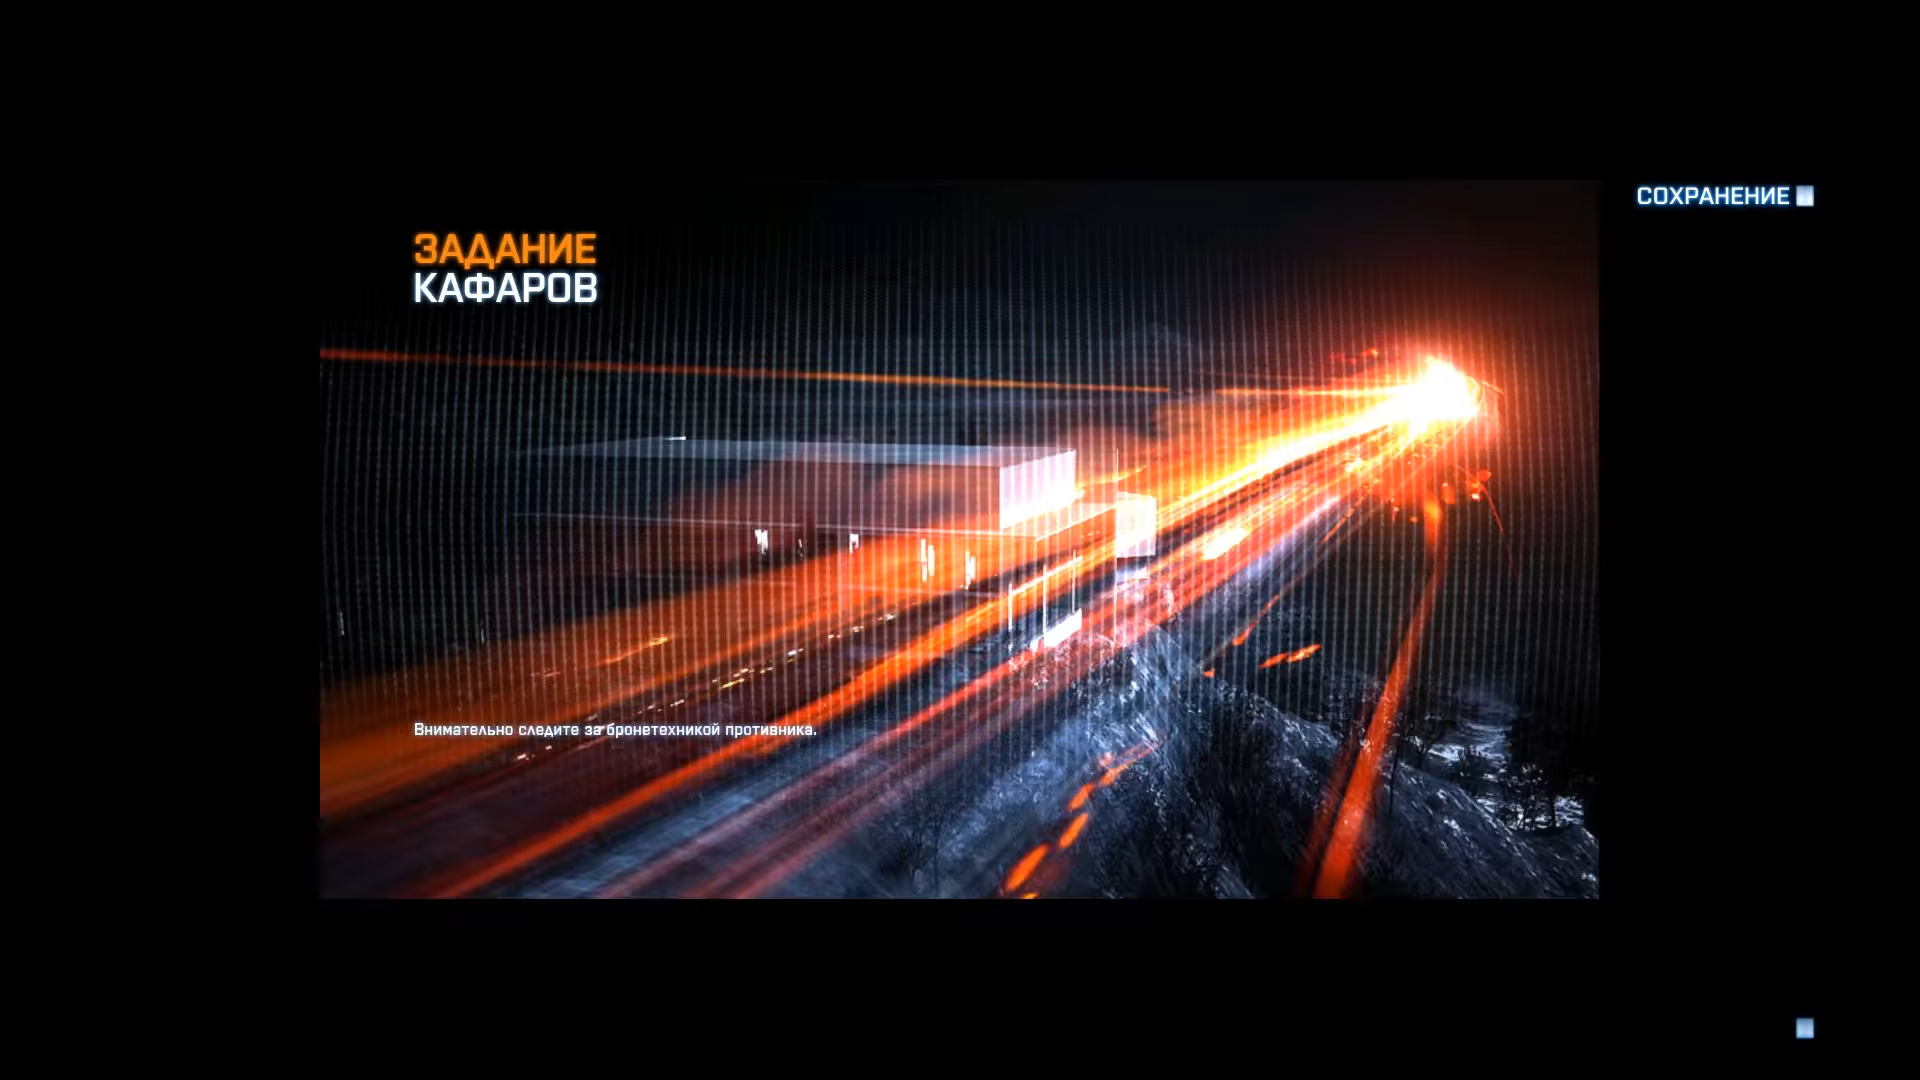 СОХРАНЕНИЕ
ЗАДАНИЕ
КАФАРОВ
Внимательно следите за бронетехникой противника.